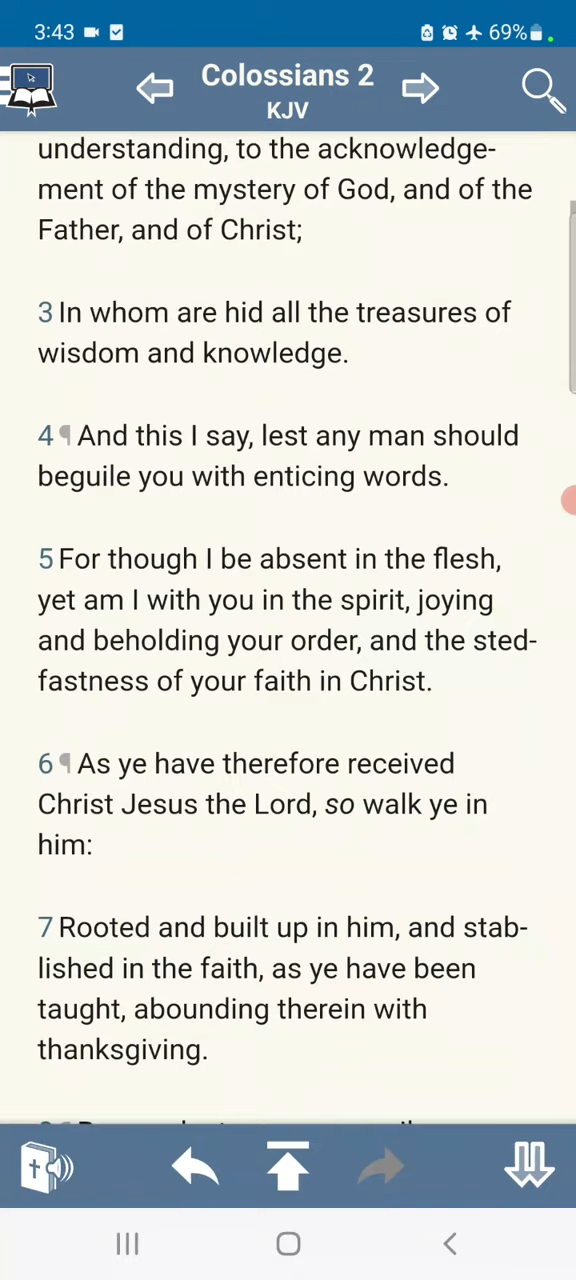 3:43
69%
Colossians 2
KJV
understanding, to the acknowledge-
ment of the mystery of God, and of the
Father, and of Christ;
3 In whom are hid all the treasures of
wisdom and knowledge.
4 ¶ And this I say, lest any man should
beguile you with enticing words.
5 For though I be absent in the flesh,
yet am I with you in the spirit, joying
and beholding your order, and the sted-
fastness of your faith in Christ.
6 ¶ As ye have therefore received
Christ Jesus the Lord, so walk ye in
him:
7 Rooted and built up in him, and stab-
lished in the faith, as ye have been
taught, abounding therein with
thanksgiving.